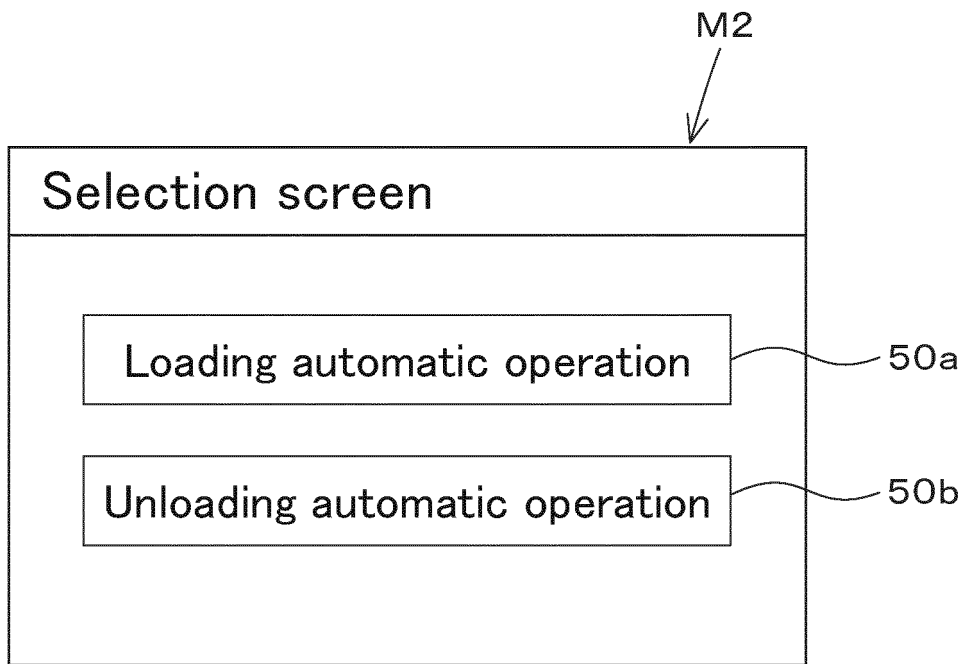 M2
Selection screen
Loading automatic operation
50a
Unloading automatic operation
50b